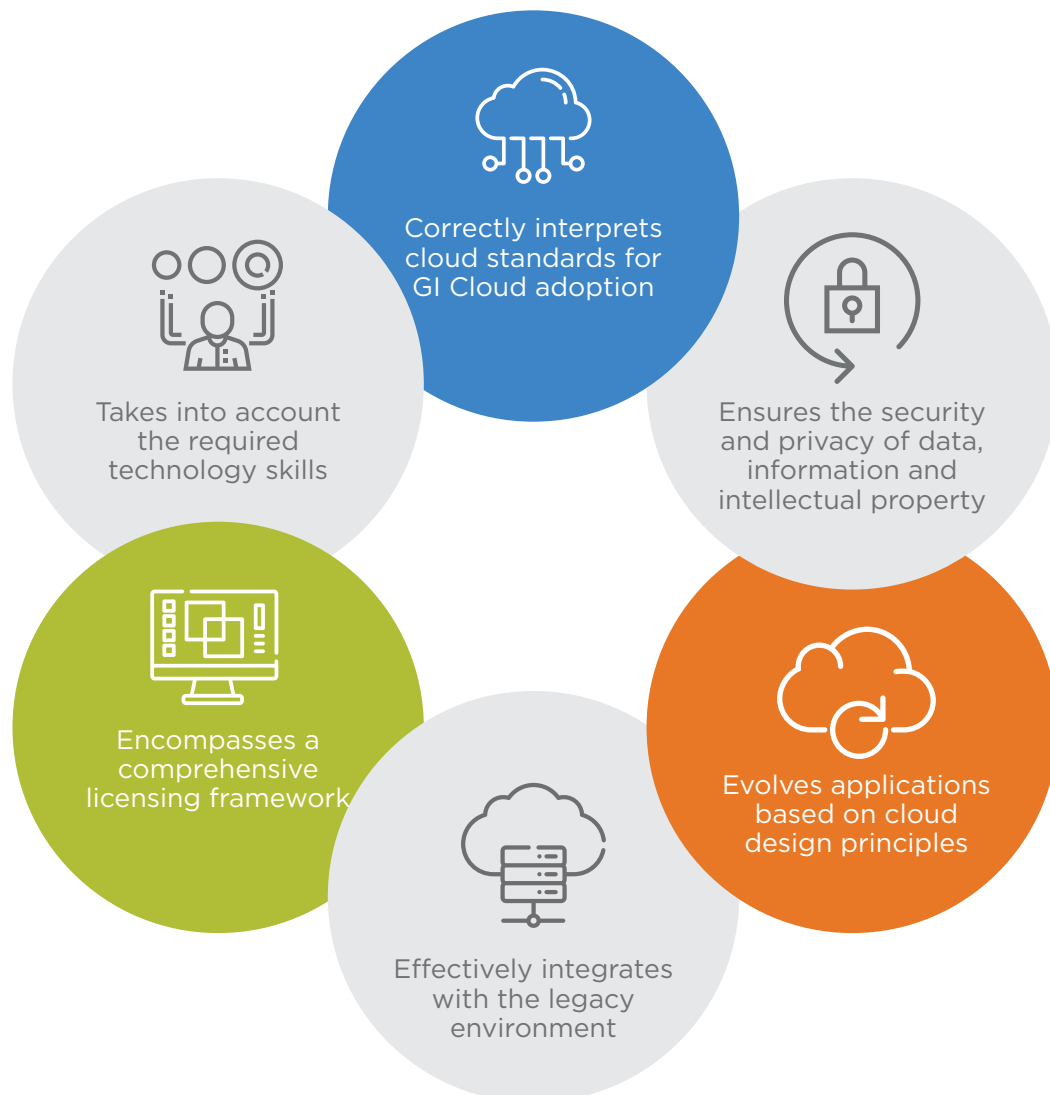 Correctly interprets
cloud standards for
GI Cloud adoption
Ensures the security
and privacy of data,
information and
intellectual property
Evolves applications
based on cloud
design principles
Effectively integrates
with the legacy
environment
Encompasses a
comprehensive
licensing framework
Takes into account
the required
technology skills